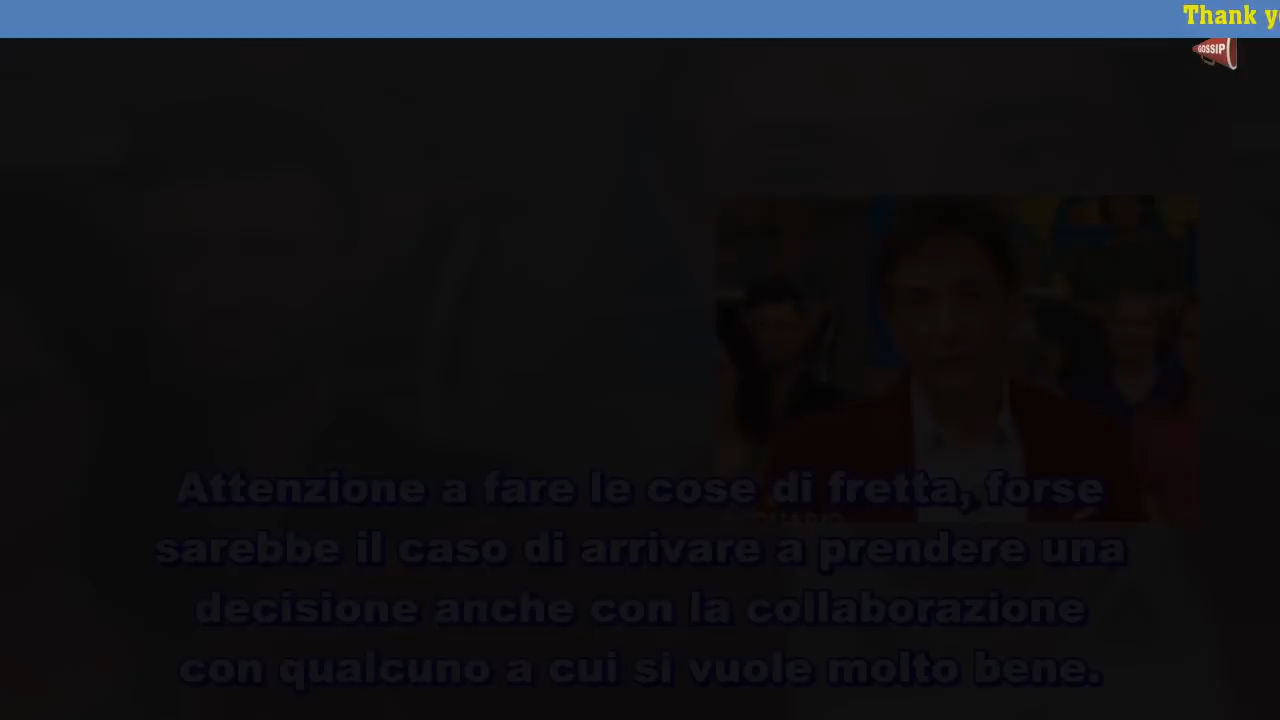 Thank y
GOSSIP
Attenzione a fare le cose di fretta, forse
sarebbe il caso di arrivare a prendere una
decisione anche con la collaborazione
con qualcuno a cui si vuole molto bene.